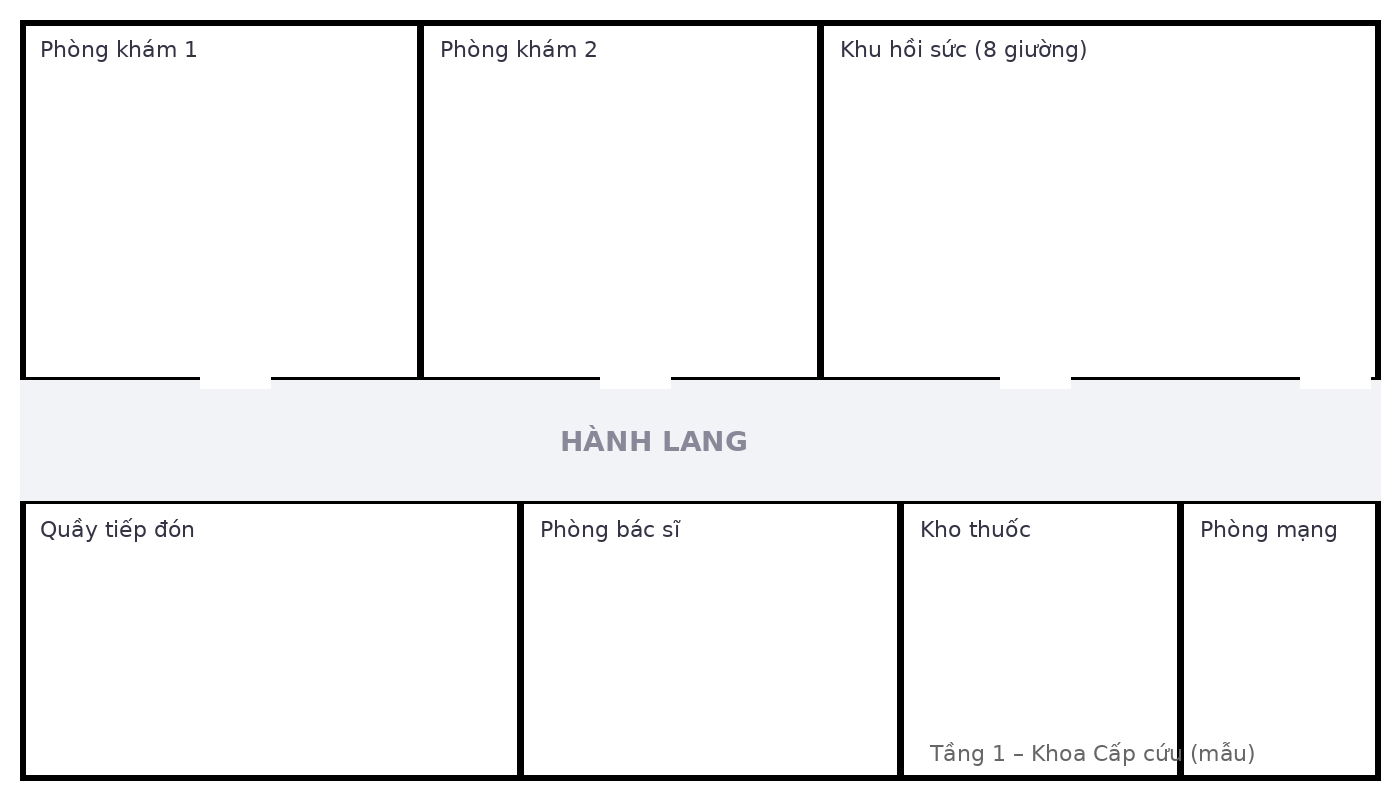 Phòng khám 1
Phòng khám 2
Khu hồi sức (8 giường)
HÀNH LANG
Quầy tiếp đón
Phòng bác sĩ
Kho thuốc
Phòng mạng
Tầng 1 – Khoa Cấp cứu (mẫu)